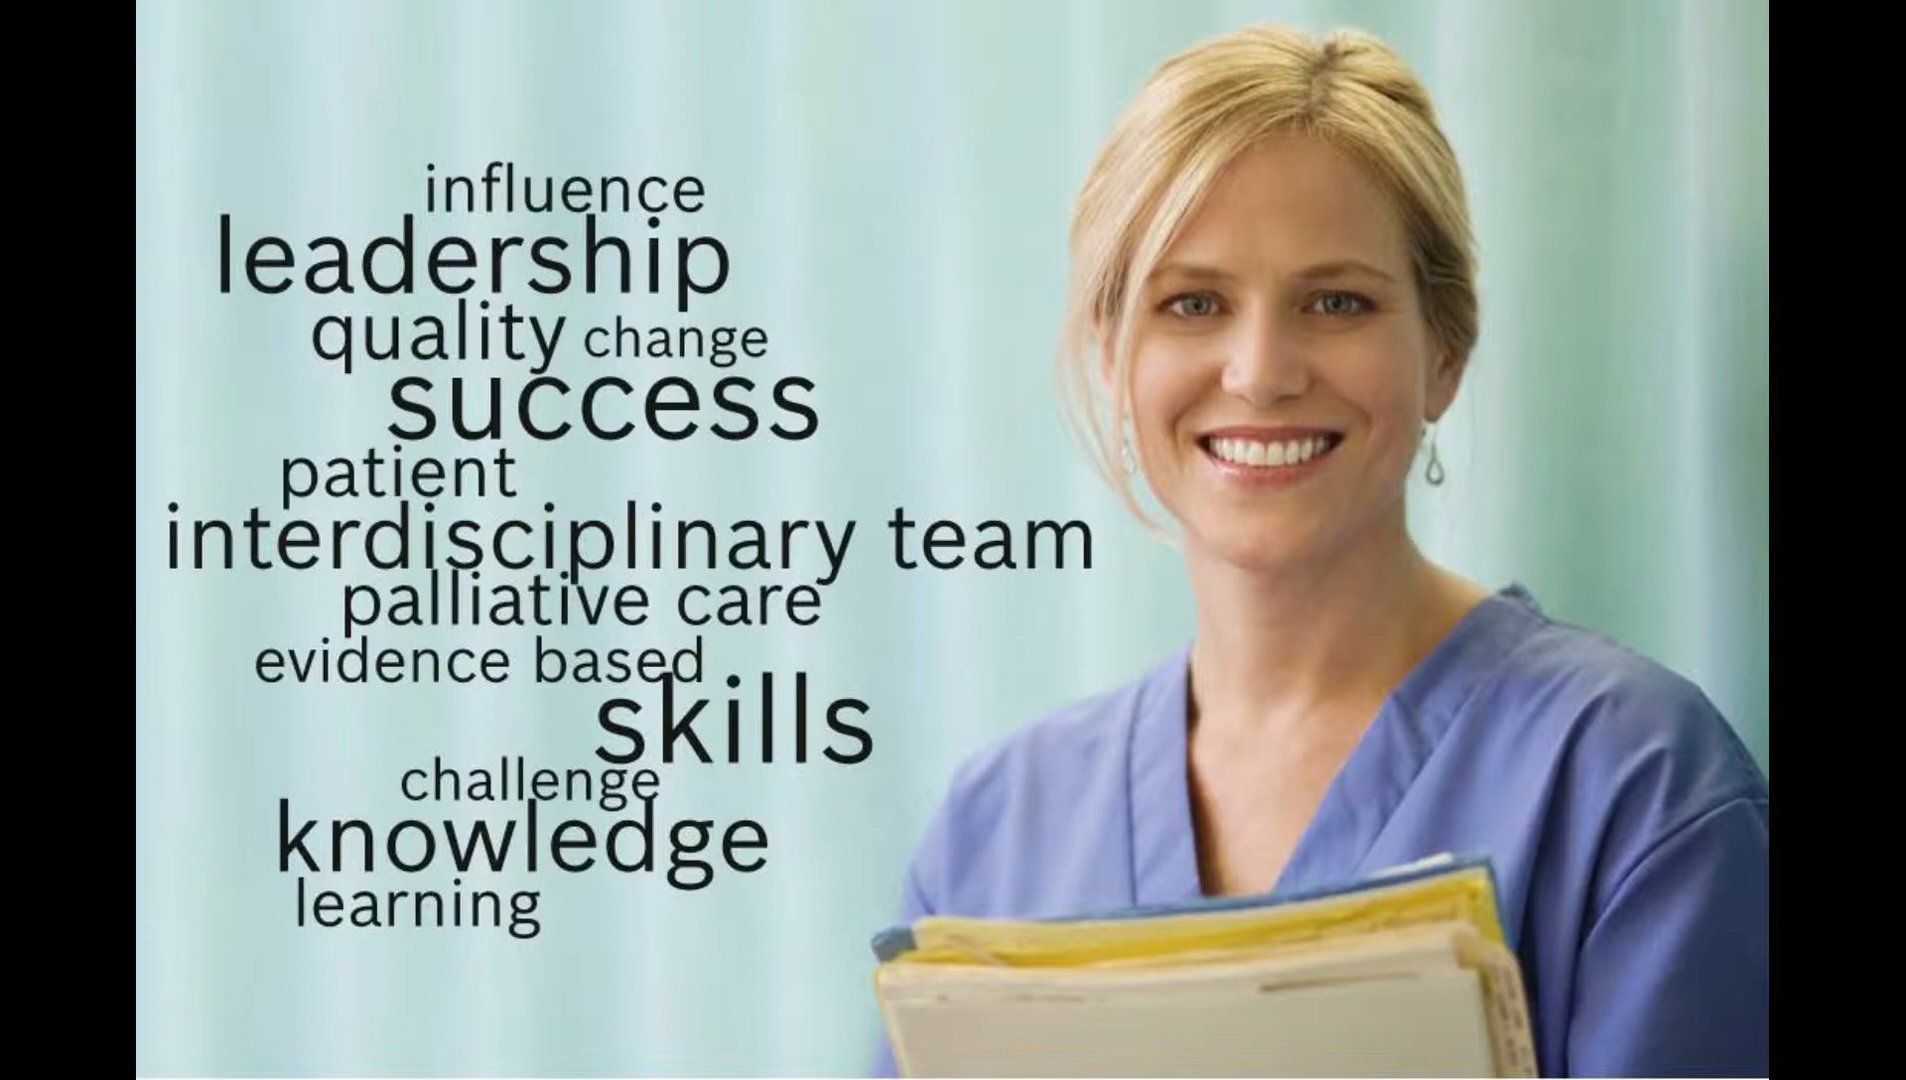 influence
leadership
quality change
success
patient
interdisciplinary team
palliative care
evidence based
skills
challenge
knowledge
learning